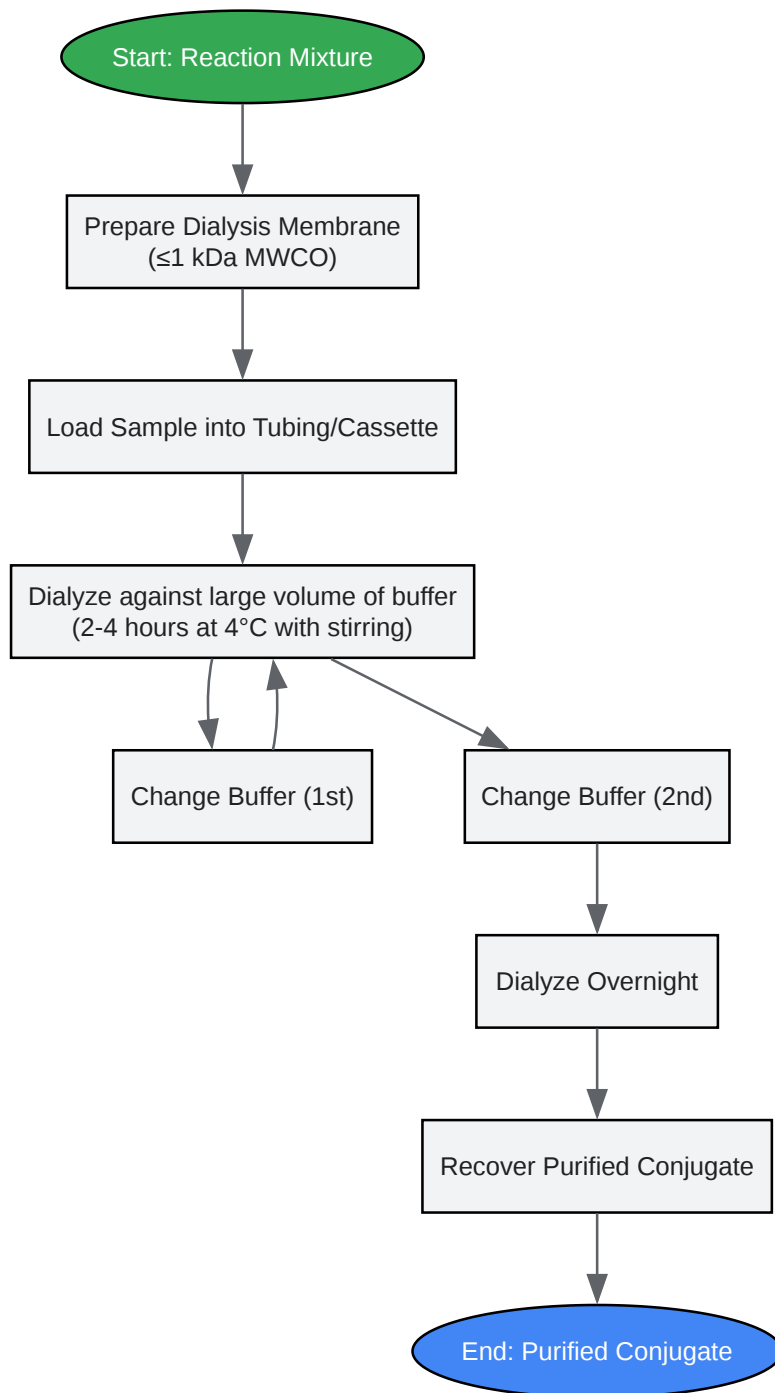 Start: Reaction Mixture
Prepare Dialysis Membrane
(≤1 kDa MWCO)
Load Sample into Tubing/Cassette
Dialyze against large volume of buffer
(2-4 hours at 4°C with stirring)
Change Buffer (1st)
Change Buffer (2nd)
Dialyze Overnight
Recover Purified Conjugate
End: Purified Conjugate